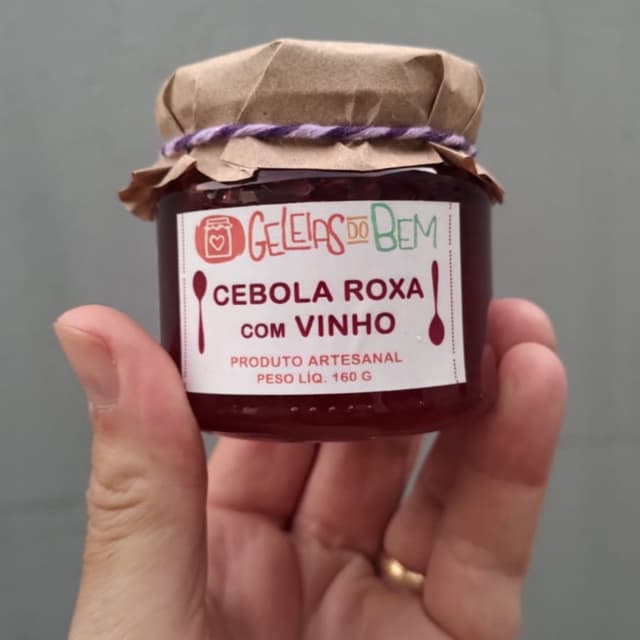 GELEIAS DO BEM
CEBOLA ROXA
COM VINHO
PRODUTO ARTESANAL
PESO LÍQ. 160 G